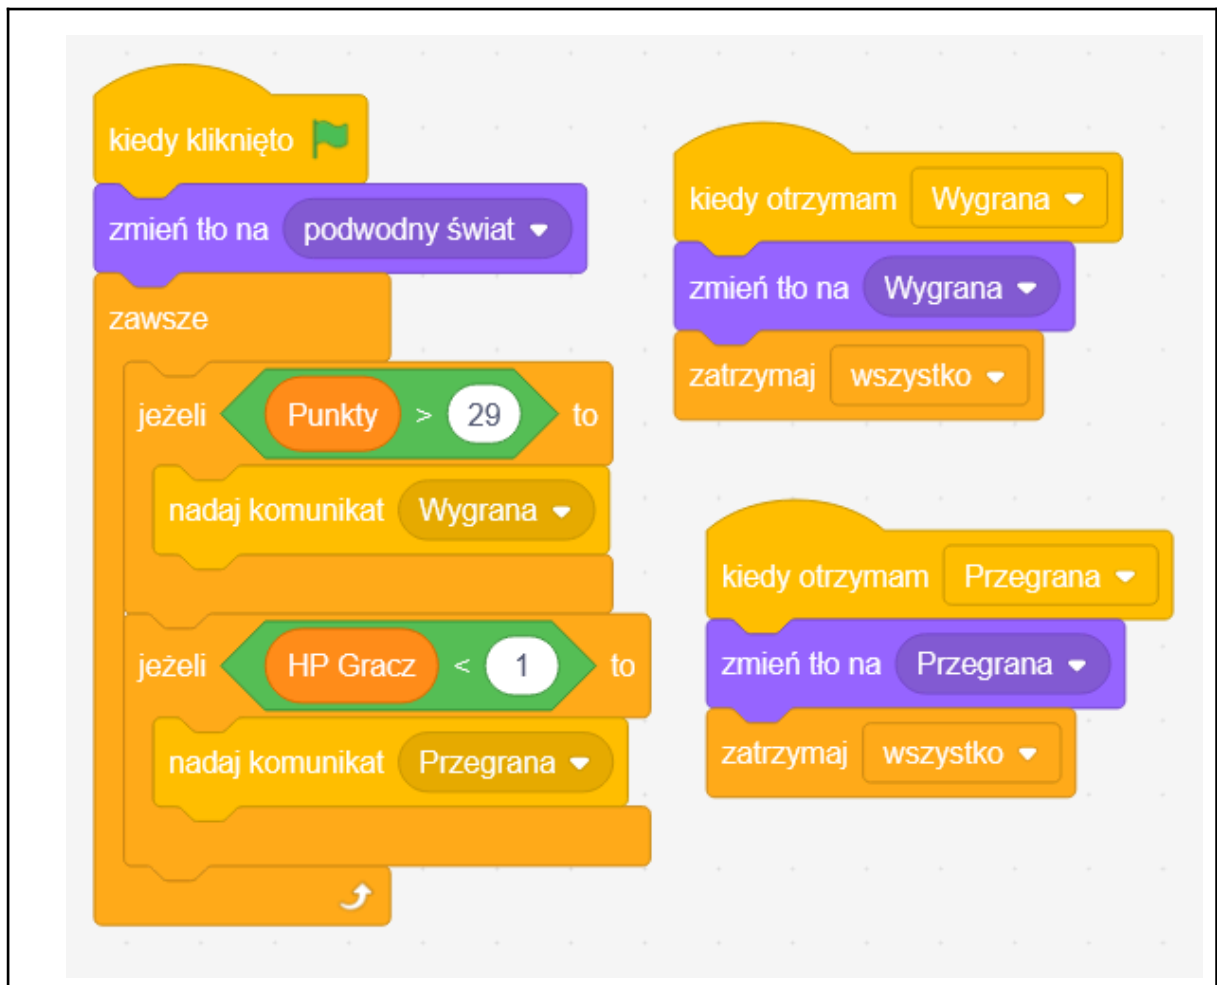 kiedy kliknięto
zmień tło na podwodny świat
zawsze
jeżeli Punkty > 29 to
nadaj komunikat Wygrana
jeżeli HP Gracz < 1 to
nadaj komunikat Przegrana
kiedy otrzymam Wygrana
zmień tło na Wygrana
zatrzymaj wszystko
kiedy otrzymam Przegrana
zmień tło na Przegrana
zatrzymaj wszystko